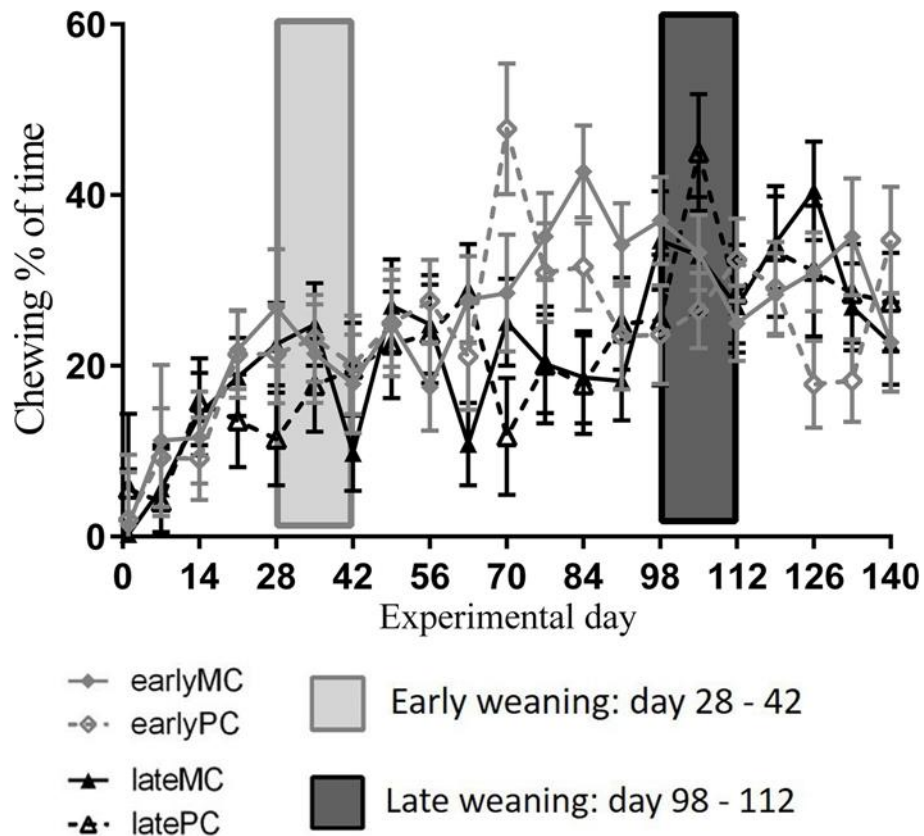 60
40
20
0
Chewing % of time
0 14 28 42 56 70 84 98 112 126 140
Experimental day
earlyMC
earlyPC
lateMC
latePC
Early weaning: day 28 - 42
Late weaning: day 98 - 112